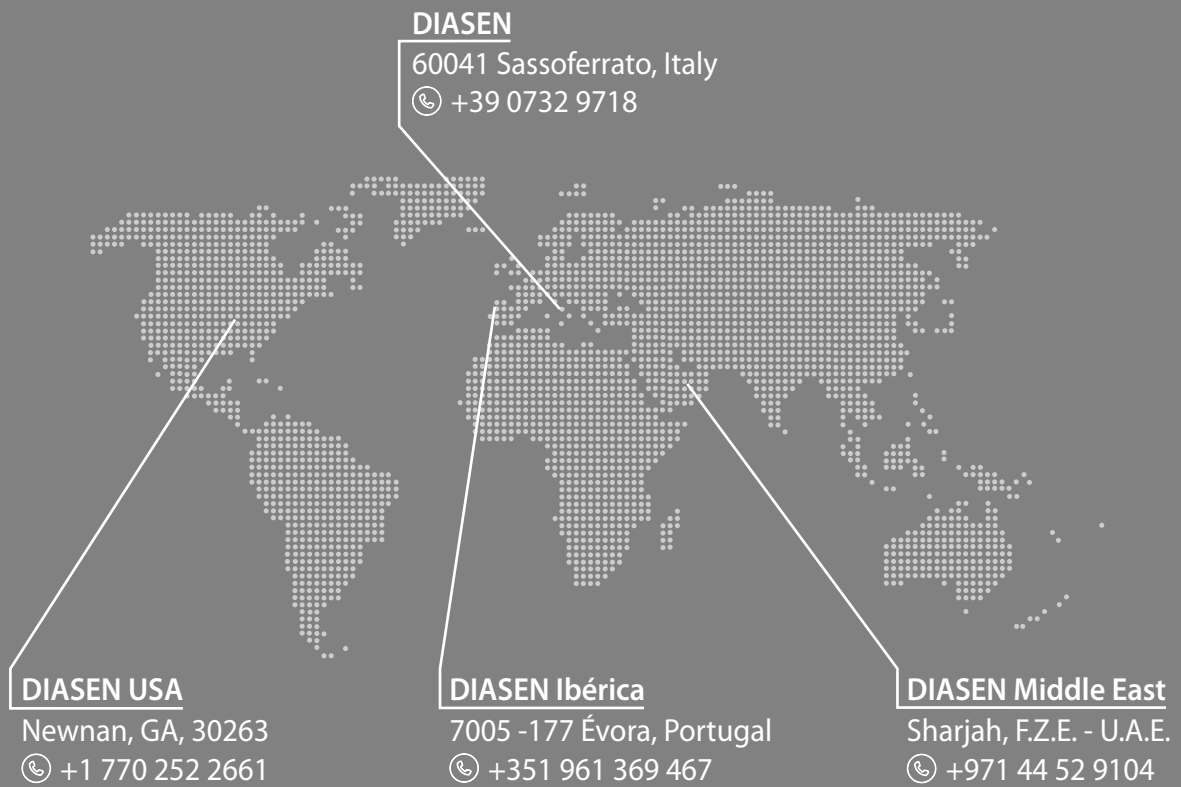 DIASEN
60041 Sassoferrato, Italy
+39 0732 9718
DIASEN USA
Newnan, GA, 30263
+1 770 252 2661
DIASEN Ibérica
7005 -177 Évora, Portugal
+351 961 369 467
DIASEN Middle East
Sharjah, F.Z.E. - U.A.E.
+971 44 52 9104